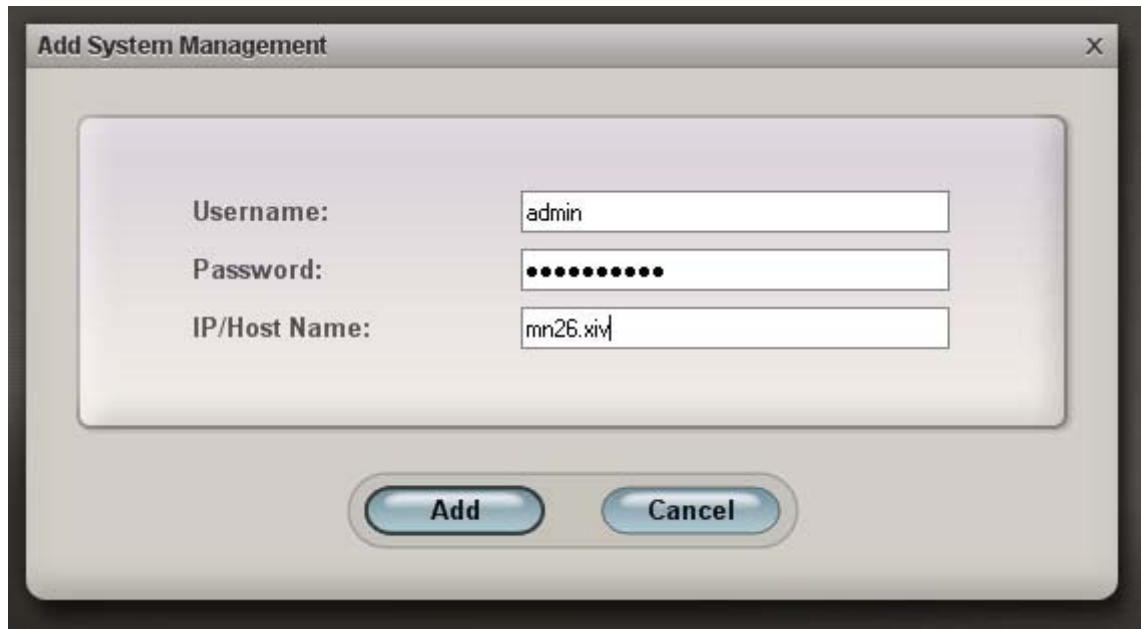 Add System Management X
Username: admin
Password: ●●●●●●●●●●
IP/Host Name: mn26.xiv
Add Cancel